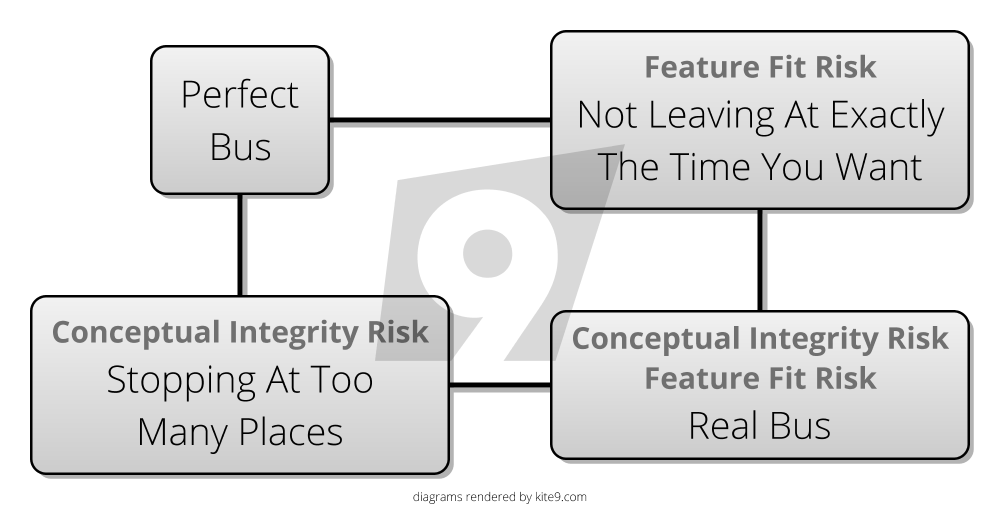 Perfect
Bus
Feature Fit Risk
Not Leaving At Exactly
The Time You Want
Conceptual Integrity Risk
Stopping At Too
Many Places
Conceptual Integrity Risk
Feature Fit Risk
Real Bus
9
diagrams rendered by kite9.com